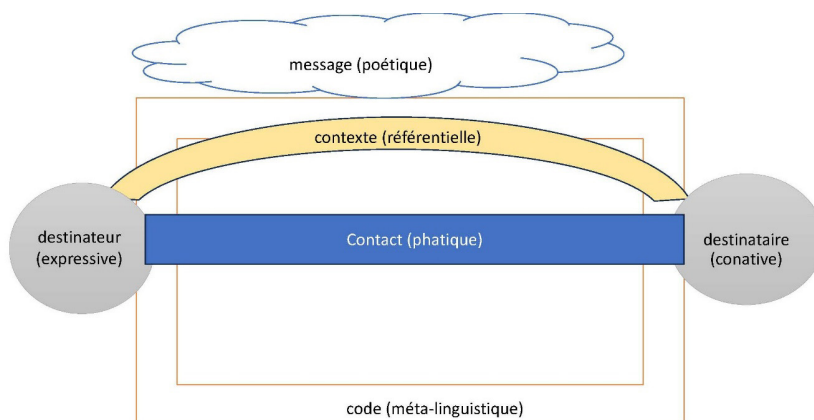 message (poétique)
contexte (référentielle)
destinateur
(expressive)
Contact (phatique)
destinataire
(conative)
code (méta-linguistique)